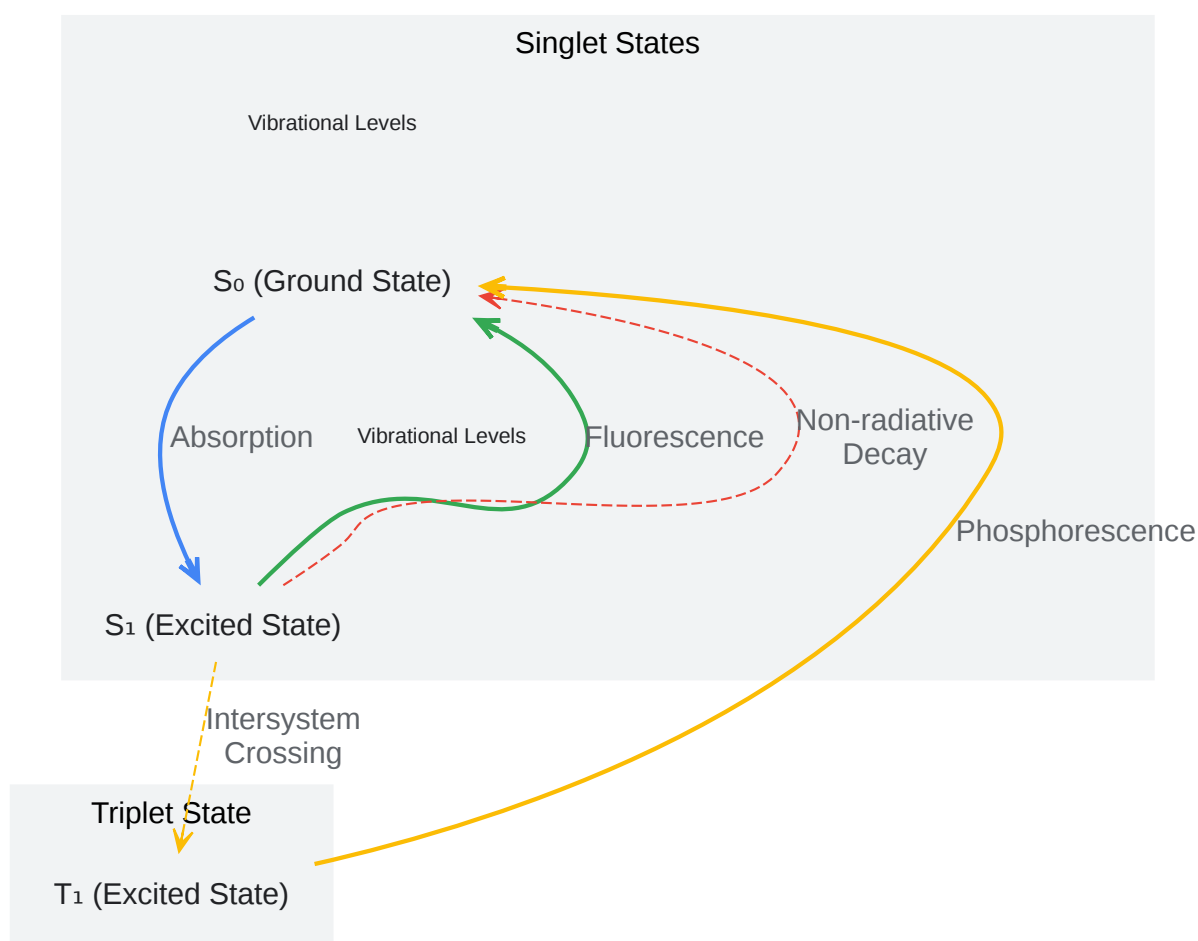 Singlet States
Vibrational Levels
S₀ (Ground State)
Absorption
Vibrational Levels
Fluorescence
Non-radiative
Decay
Phosphorescence
S₁ (Excited State)
Intersystem
Crossing
Triplet State
T₁ (Excited State)